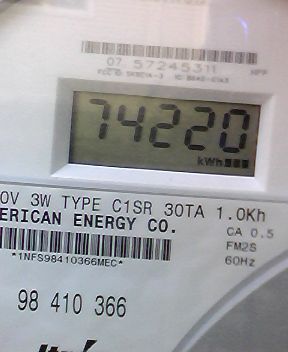 07 57245311
74220
kWh
0V 3W TYPE C1SR 30TA 1.0Kh
ERICAN ENERGY CO. CA 0.5
FM2S
*1NFS98410366MEC* 60Hz
98 410 366